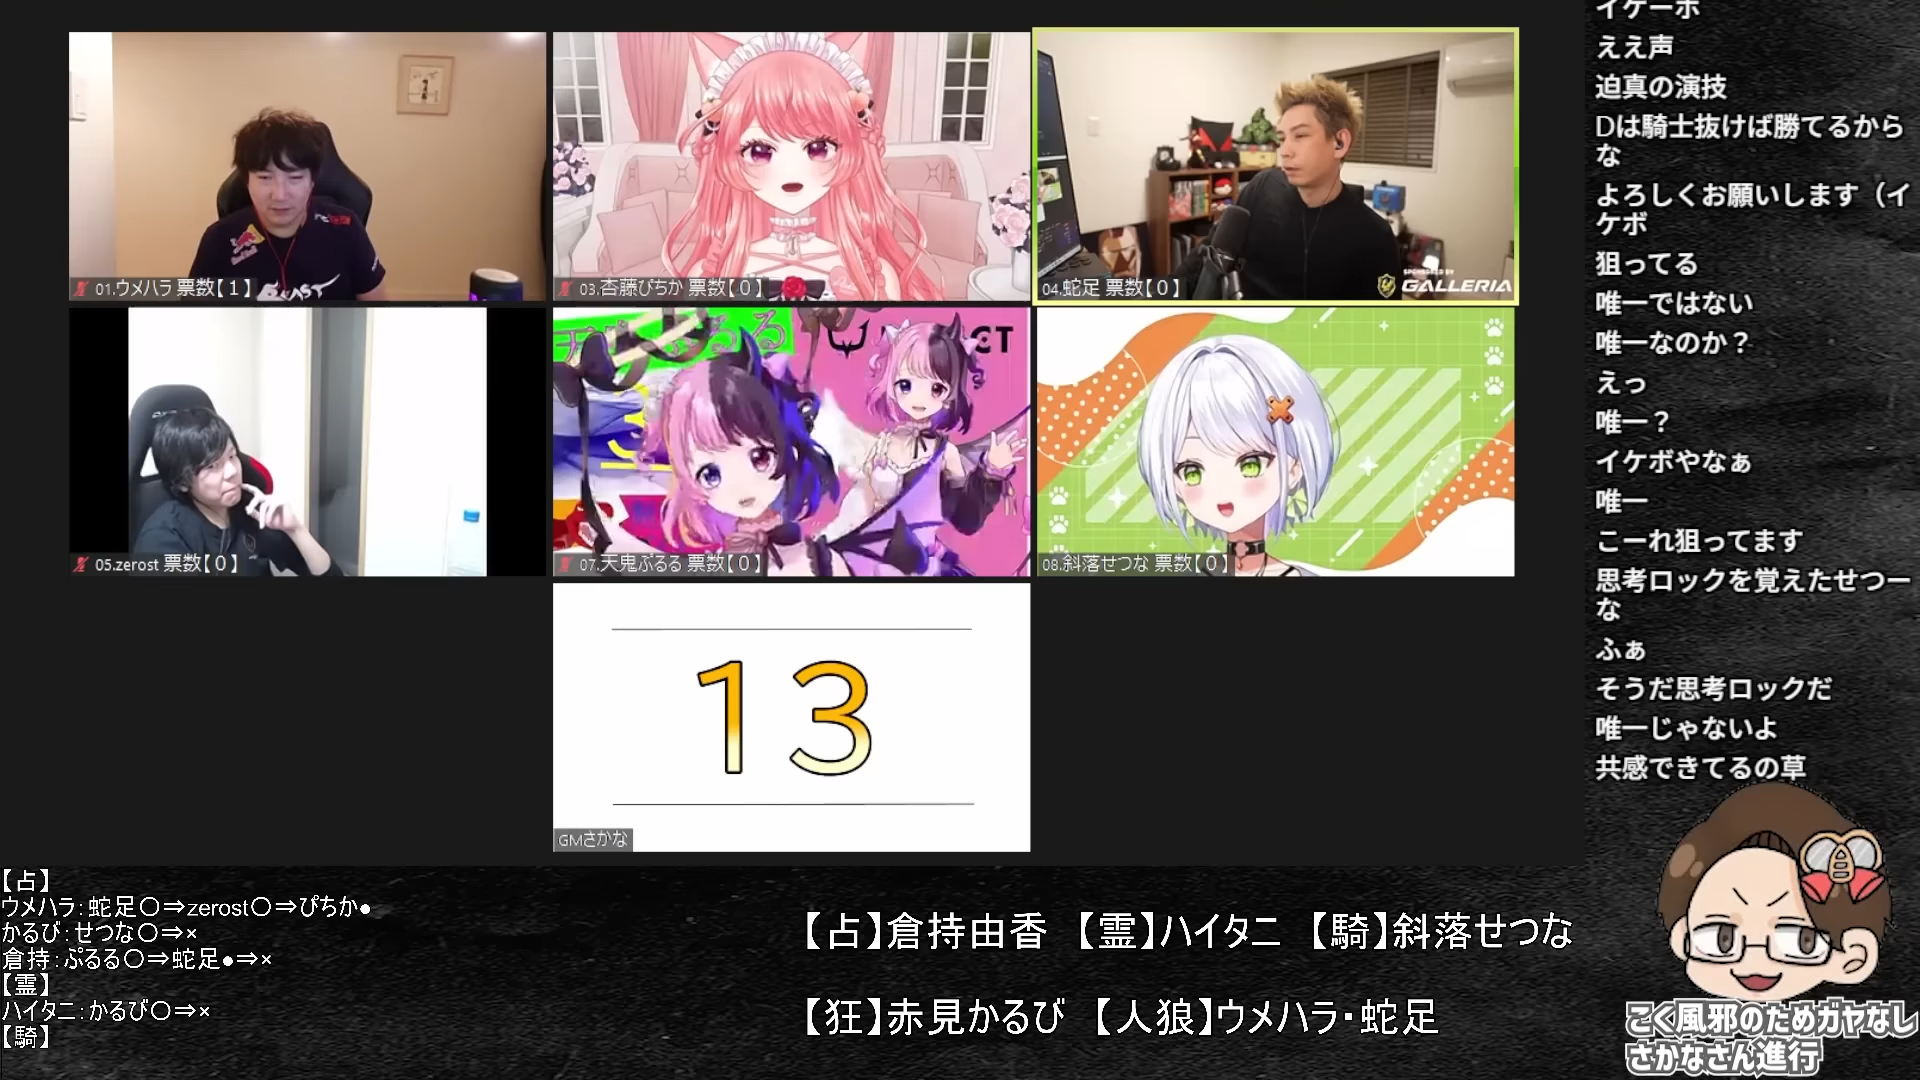 01.ウメハラ 票数【1】
03.杏藤ぴちか 票数【0】
04.蛇足 票数【0】
SPONSORED BY
GALLERIA
05.zerost 票数【0】
07.天鬼ぷるる 票数【0】
08.斜落せつな 票数【0】
13
GMさかな
イケーボ
ええ声
迫真の演技
Dは騎士抜けば勝てるから
な
よろしくお願いします（イ
ケボ
狙ってる
唯一ではない
唯一なのか？
えっ
唯一？
イケボやなぁ
唯一
こーれ狙ってます
思考ロックを覚えたせつー
な
ふぁ
そうだ思考ロックだ
唯一じゃないよ
共感できてるの草
【占】
ウメハラ:蛇足〇⇒zerost〇⇒ぴちか●
かるび:せつな〇⇒×
倉持:ぷるる〇⇒蛇足●⇒×
【霊】
ハイタニ:かるび〇⇒×
【騎】
【占】倉持由香 【霊】ハイタニ 【騎】斜落せつな
【狂】赤見かるび 【人狼】ウメハラ・蛇足
こく風邪のためガヤなし
さかなさん進行